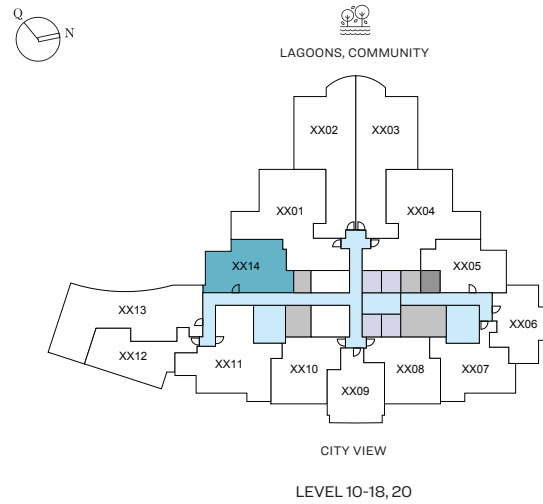 Q
N
LAGOONS, COMMUNITY
XX02 XX03
XX01 XX04
XX14 XX05
XX13 XX06
XX12
XX11 XX10 XX08 XX07
XX09
CITY VIEW
LEVEL 10-18, 20